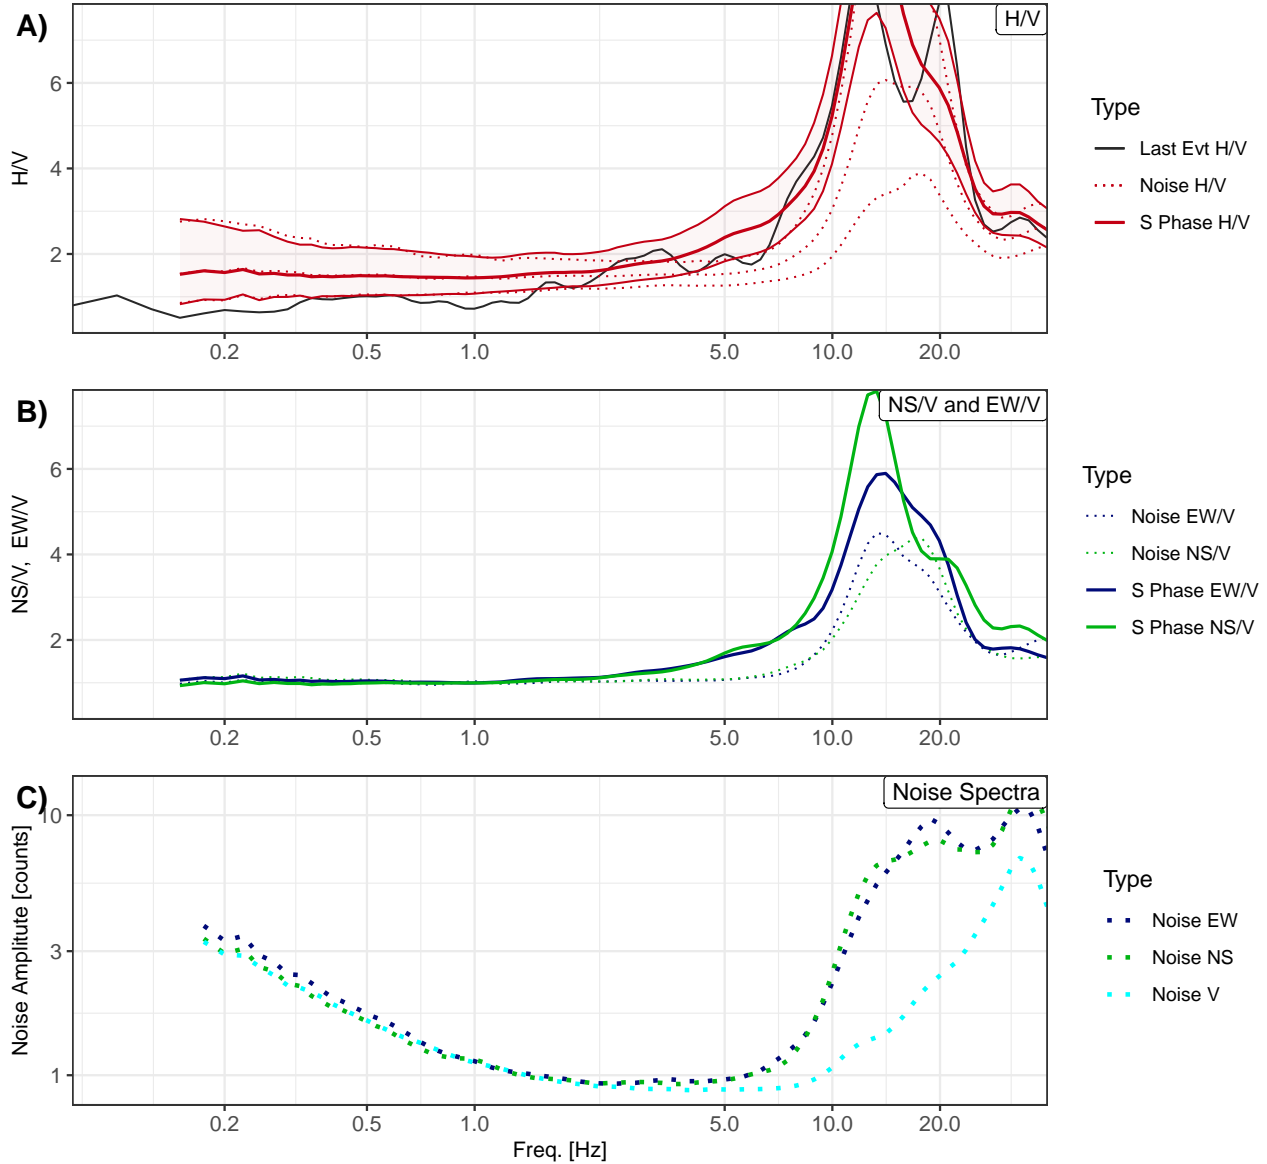 A)
H/V
H/V
6
4
2
0.2 0.5 1.0 5.0 10.0 20.0
Type
Last Evt H/V
Noise H/V
S Phase H/V
B)
NS/V and EW/V
NS/V, EW/V
6
4
2
0.2 0.5 1.0 5.0 10.0 20.0
Type
Noise EW/V
Noise NS/V
S Phase EW/V
S Phase NS/V
C)
Noise Spectra
Noise Amplitude [counts]
10
3
1
0.2 0.5 1.0 5.0 10.0 20.0
Freq. [Hz]
Type
Noise EW
Noise NS
Noise V